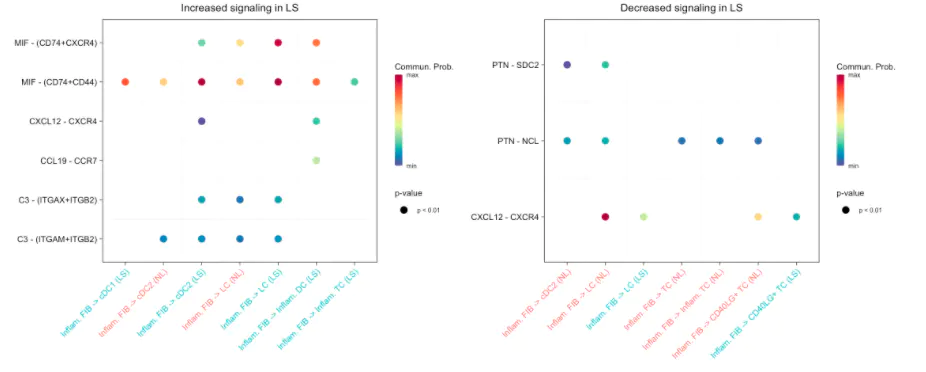 Increased signaling in LS
MIF - (CD74+CXCR4)
MIF - (CD74+CD44)
CXCL12 - CXCR4
CCL19 - CCR7
C3 - (ITGAX+ITGB2)
C3 - (ITGAM+ITGB2)
Inflam. FIB -> cDC1 (LS)
Inflam. FIB -> cDC2 (NL)
Inflam. FIB -> cDC2 (LS)
Inflam. FIB -> LC (NL)
Inflam. FIB -> LC (LS)
Inflam. FIB -> Inflam. DC (LS)
Inflam. FIB -> Inflam. TC (LS)
Commun. Prob.
max
min
p-value
p < 0.01
Decreased signaling in LS
PTN - SDC2
PTN - NCL
CXCL12 - CXCR4
Inflam. FIB -> cDC2 (NL)
Inflam. FIB -> LC (NL)
Inflam. FIB -> LC (LS)
Inflam. FIB -> TC (NL)
Inflam. FIB -> Inflam. TC (NL)
Inflam. FIB -> CD40LG+ TC (NL)
Inflam. FIB -> CD40LG+ TC (LS)
Commun. Prob.
max
min
p-value
p < 0.01